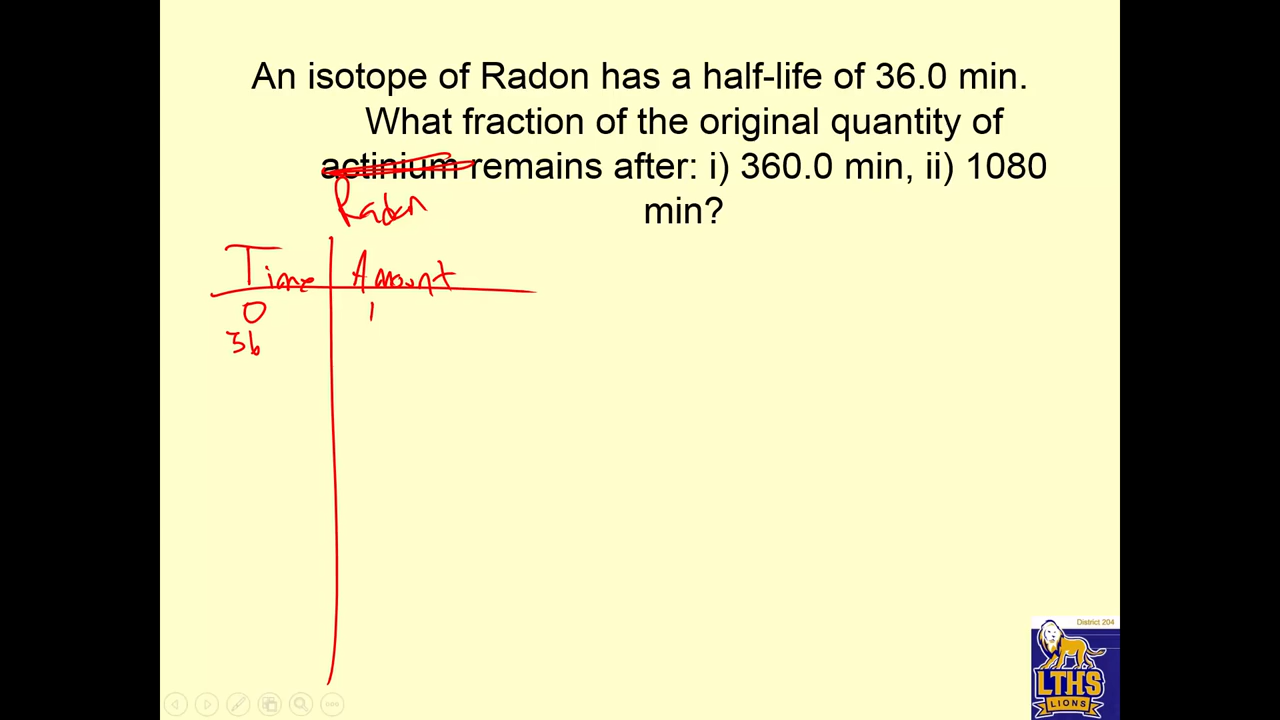 An isotope of Radon has a half-life of 36.0 min.
What fraction of the original quantity of
actinium remains after: i) 360.0 min, ii) 1080
Radon
min?
Time Amount
0 1
36
District 204
LTHS
LIONS